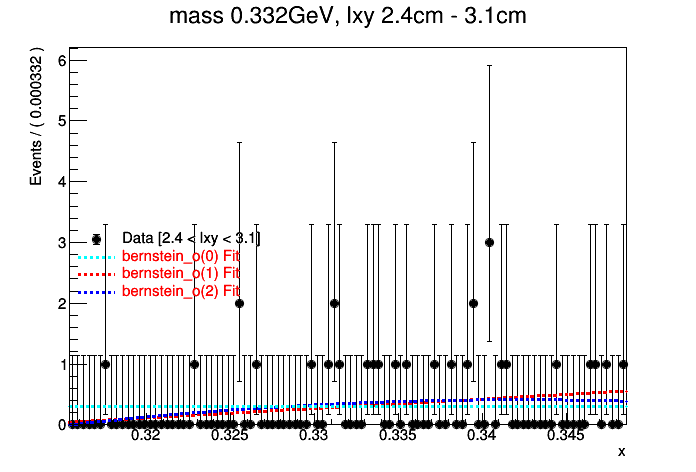 mass 0.332GeV, lxy 2.4cm - 3.1cm
Events / ( 0.000332 )
6
5
4
3
2
1
0
Data [2.4 < lxy < 3.1]
bernstein_o(0) Fit
bernstein_o(1) Fit
bernstein_o(2) Fit
0.32 0.325 0.33 0.335 0.34 0.345
x